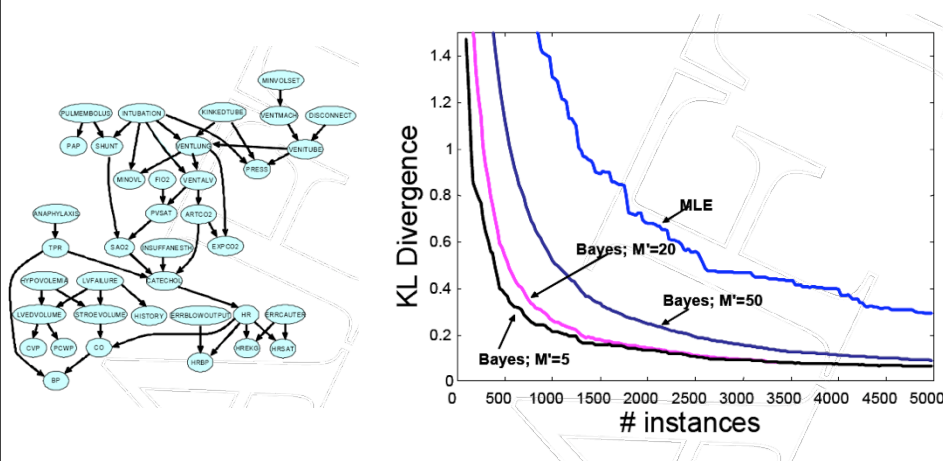 MINVOLSET
PULMEMBOLUS
INTUBATION
KINKEDTUBE
VENTMACH
DISCONNECT
PAP
SHUNT
VENTLUNG
VENITUBE
PRESS
MINOVL
FIO2
VENTALV
ANAPHYLAXIS
PVSAT
ARTCO2
TPR
SAO2
INSUFFANESTH
EXPCO2
HYPOVOLEMIA
LVFAILURE
CATECHOL
LVEDVOLUME
STROEVOLUME
HISTORY
ERRBLOWOUTPUT
HR
ERRCAUTER
CVP
PCWP
CO
HREKG
HRSAT
HRBP
BP
KL Divergence
1.4
1.2
1
0.8
0.6
0.4
0.2
0
MLE
Bayes; M'=20
Bayes; M'=50
Bayes; M'=5
0 500 1000 1500 2000 2500 3000 3500 4000 4500 5000
# instances